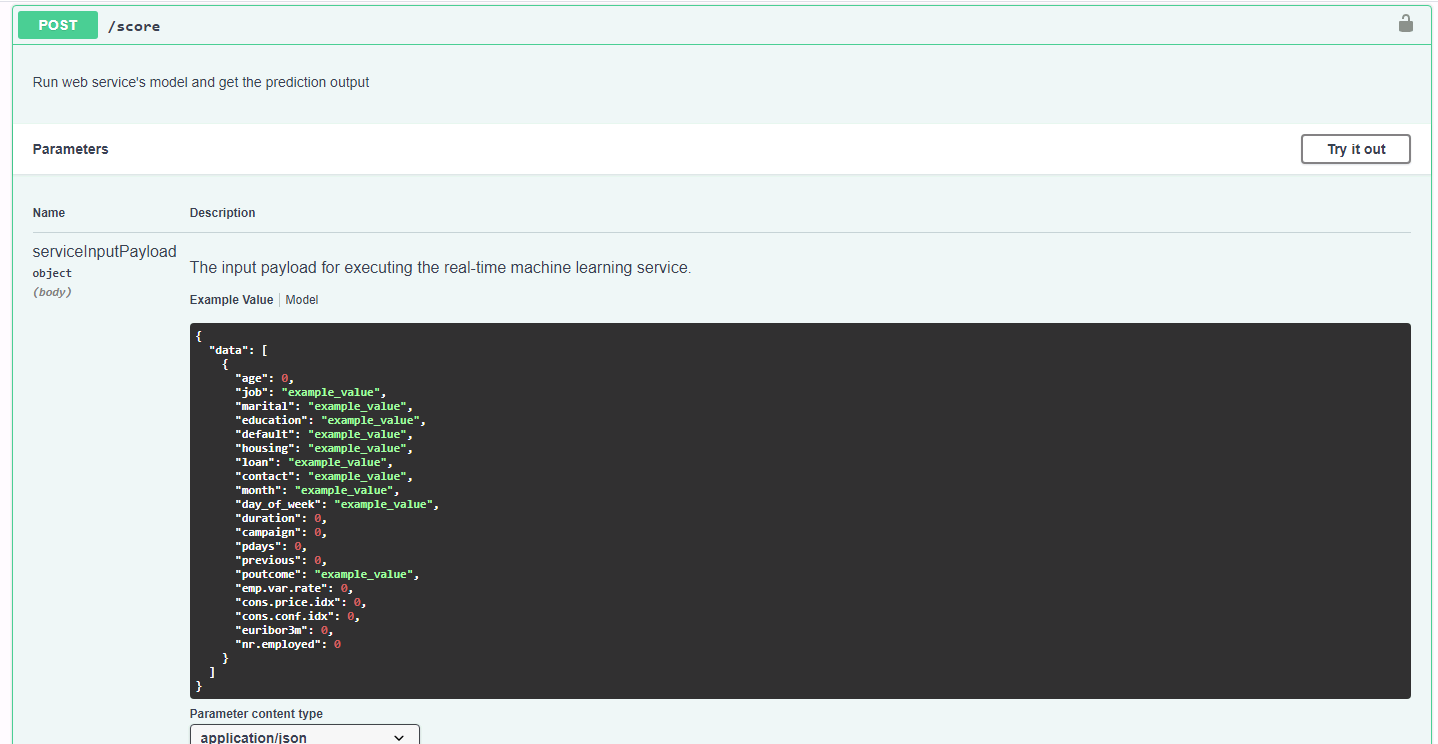 POST /score
Run web service's model and get the prediction output
Parameters
Try it out
Name Description
serviceInputPayload
object
(body)
The input payload for executing the real-time machine learning service.
Example Value Model
{
  "data": [
    {
      "age": 0,
      "job": "example_value",
      "marital": "example_value",
      "education": "example_value",
      "default": "example_value",
      "housing": "example_value",
      "loan": "example_value",
      "contact": "example_value",
      "month": "example_value",
      "day_of_week": "example_value",
      "duration": 0,
      "campaign": 0,
      "pdays": 0,
      "previous": 0,
      "poutcome": "example_value",
      "emp.var.rate": 0,
      "cons.price.idx": 0,
      "cons.conf.idx": 0,
      "euribor3m": 0,
      "nr.employed": 0
    }
  ]
}
Parameter content type
application/json